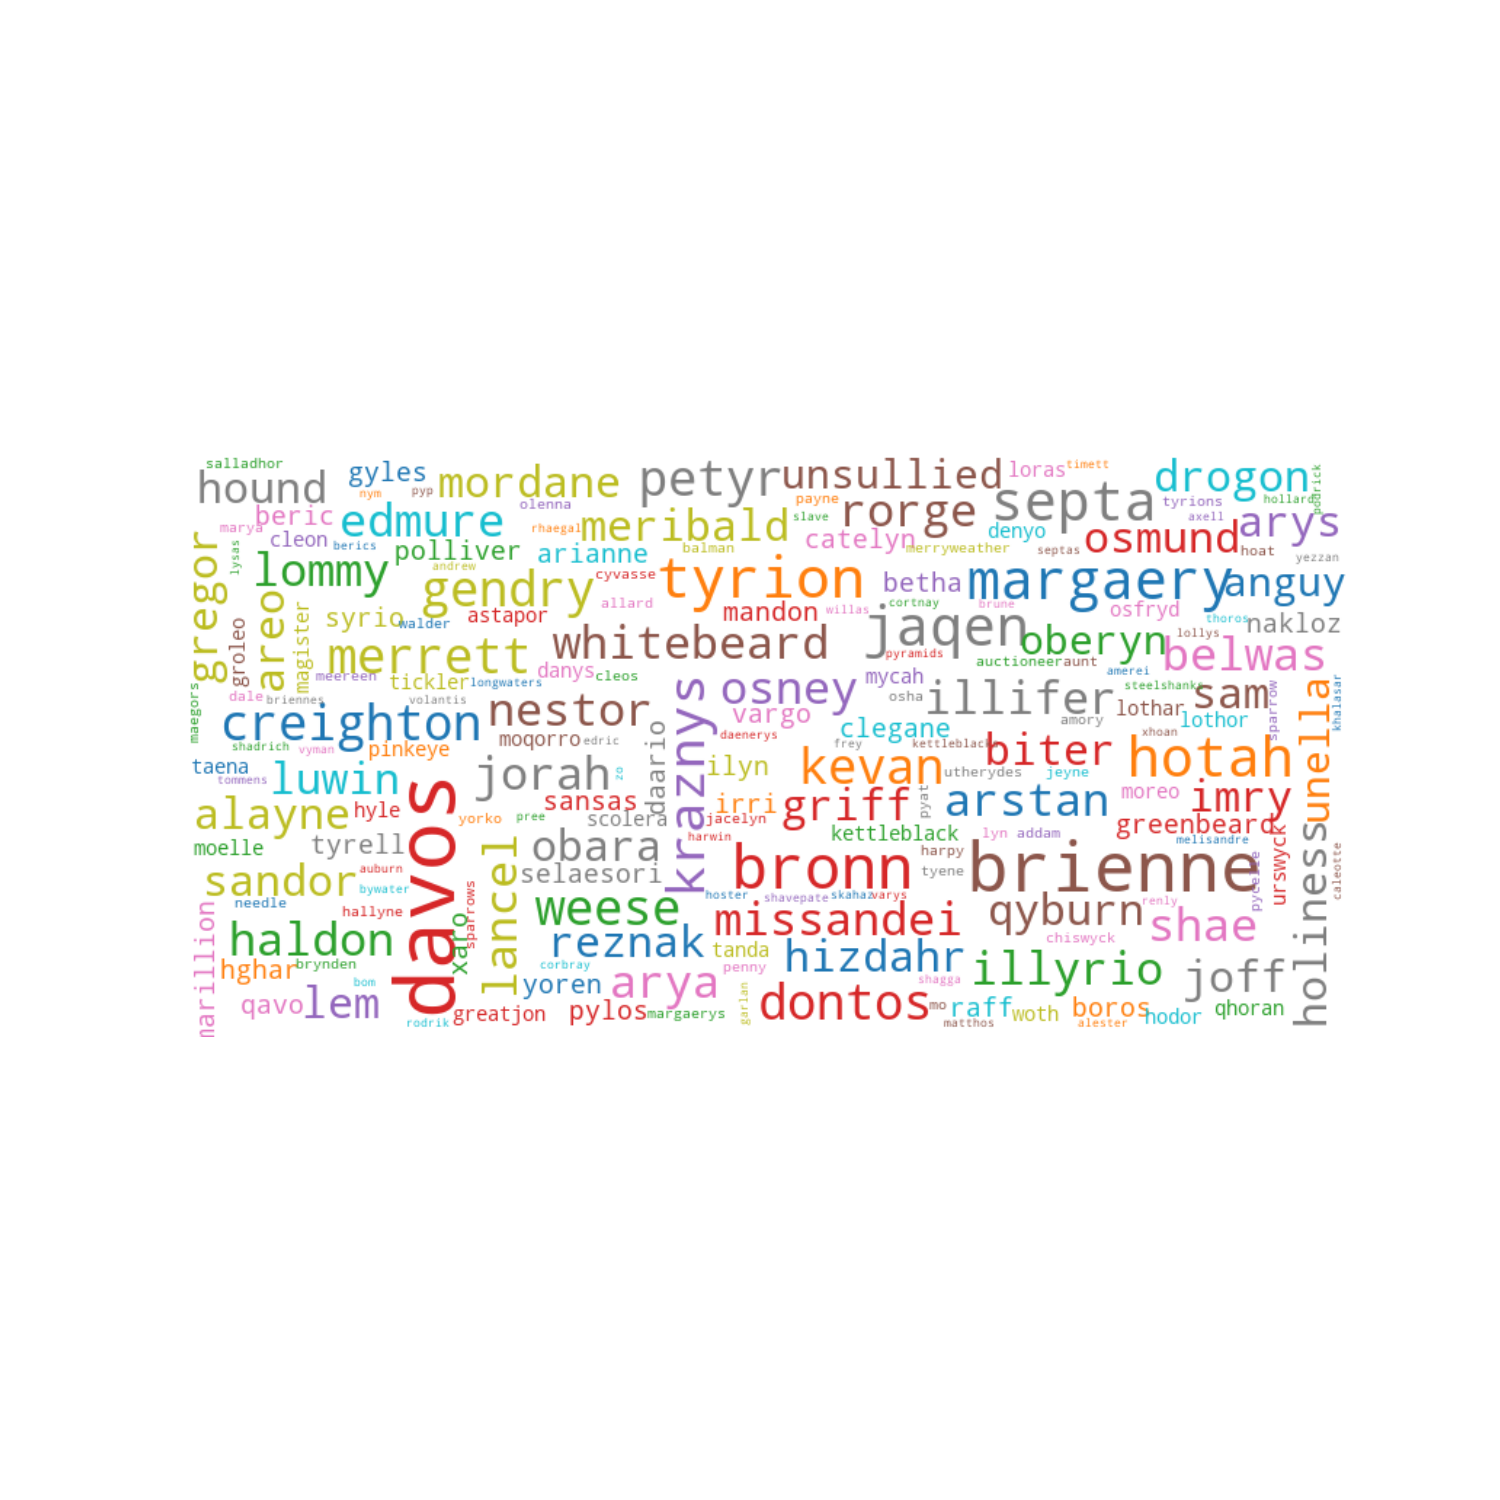 salladhor
hound
gyles
nym
pyp
mordane
olenna
petyr
unsullied
payne
slave
loras
timett
septa
drogon
tyrions
axell
hollard
podrick
marya
beric
cleon
berics
edmure
rhaegal
meribald
balman
rorge
catelyn
merryweather
denyo
septas
osmund
hoat
arys
yezzan
gregor
lysas
lommy
polliver
andrew
arianne
cyvasse
gendry
allard
astapor
tyrion
mandon
willas
betha
cortnay
margaery
brune
osfryd
anguy
thoros
nakloz
groleo
areo
magister
syrio
walder
whitebeard
jaqen
pyramids
oberyn
auctioneer
aunt
lollys
belwas
amerei
merrett
meereen
tickler
longwaters
danys
cleos
mycah
osha
illifer
steelshanks
sam
sparrow
unella
khalasar
maegors
dale
briennes
volantis
creighton
nestor
kraznys
osney
vargo
daenerys
clegane
amory
lothar
lothor
xhoan
shadrich
vyman
pinkeye
moqorro
edric
daario
frey
kettleblacks
biter
hotah
taena
tommens
luwin
jorah
zo
ilyn
kevan
utherydes
jeyne
moreo
imry
alayne
hyle
davos
yorko
pree
sansas
scolera
irri
jacelyn
harwin
griff
pyat
arstan
greenbeard
melisandre
moelle
tyrell
lancel
obara
kettleblack
lyn
addam
urswyck
holiness
caleotte
sandor
auburn
bywater
selaesori
bronn
harpy
tyene
brienne
pycelle
needle
hallyne
sparrows
xaro
weese
hoster
shavepate
skahaz
varys
missandei
qyburn
renly
shae
chiswyck
marillion
haldon
reznak
tanda
hizdahr
illyrio
joff
hghar
brynden
bom
corbray
yoren
arya
penny
shagga
qavo
lem
rodrik
greatjon
pylos
margaerys
garlan
dontos
mo
raff
matthos
woth
boros
alester
hodor
qhoran